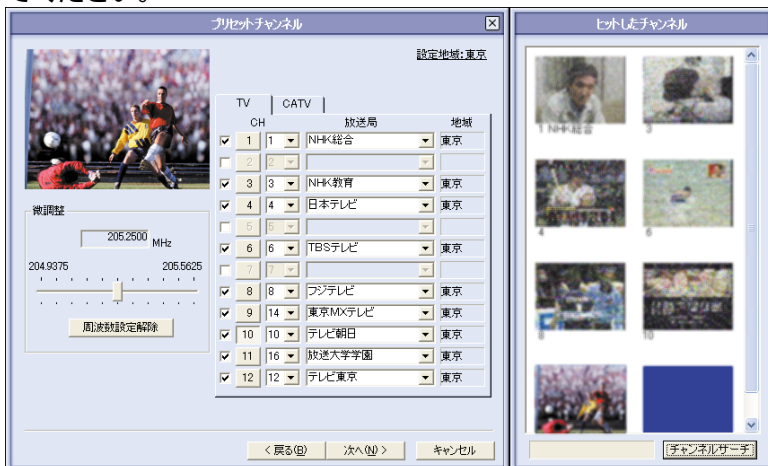 てください。
プリセットチャンネル
設定地域：東京
TV CATV
CH 放送局 地域
1 1 NHK総合 東京
2 2
3 3 NHK教育 東京
4 4 日本テレビ 東京
5 5
6 6 TBSテレビ 東京
7 7
8 8 フジテレビ 東京
9 14 東京MXテレビ 東京
10 10 テレビ朝日 東京
11 16 放送大学学園 東京
12 12 テレビ東京 東京
微調整
205.2500 MHz
204.9375 205.5625
周波数設定解除
< 戻る(B) 次へ(N) > キャンセル
ヒットしたチャンネル
1 NHK総合 3
4 6
8 10
チャンネルサーチ